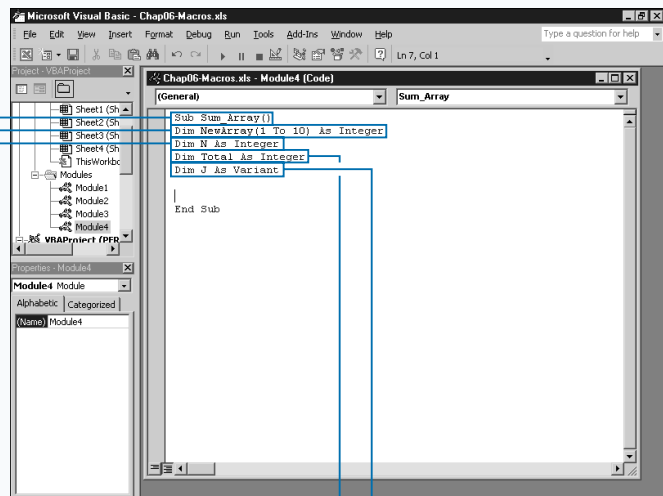 Microsoft Visual Basic - Chap06-Macros.xls
File Edit View Insert Format Debug Run Tools Add-Ins Window Help
Type a question for help
Ln 7, Col 1
Project - VBAProject
Sheet1 (Sh
Sheet2 (Sh
Sheet3 (Sh
Sheet4 (Sh
ThisWorkbo
Modules
Module1
Module2
Module3
Module4
VBAProject (PER
Properties - Module4
Module4 Module
Alphabetic Categorized
(Name) Module4
Chap06-Macros.xls - Module4 (Code)
(General) Sum_Array
Sub Sum_Array()
Dim NewArray(1 To 10) As Integer
Dim N As Integer
Dim Total As Integer
Dim J As Variant
End Sub